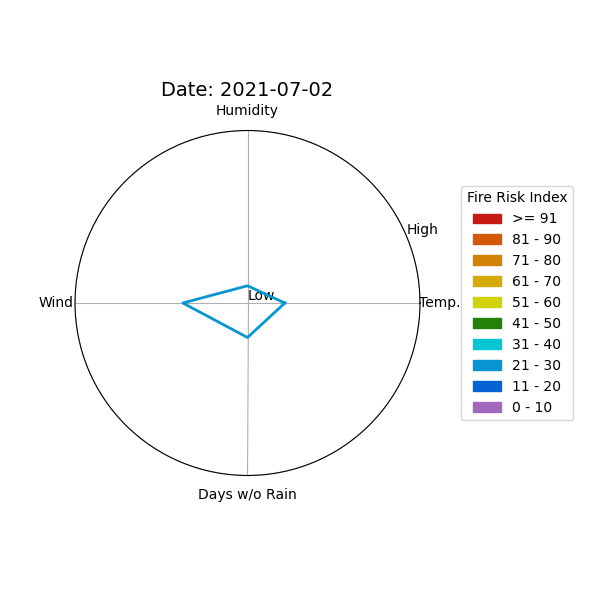 Date: 2021-07-02
Humidity
High
Low
Wind
Temp.
Days w/o Rain
Fire Risk Index
>= 91
81 - 90
71 - 80
61 - 70
51 - 60
41 - 50
31 - 40
21 - 30
11 - 20
0 - 10